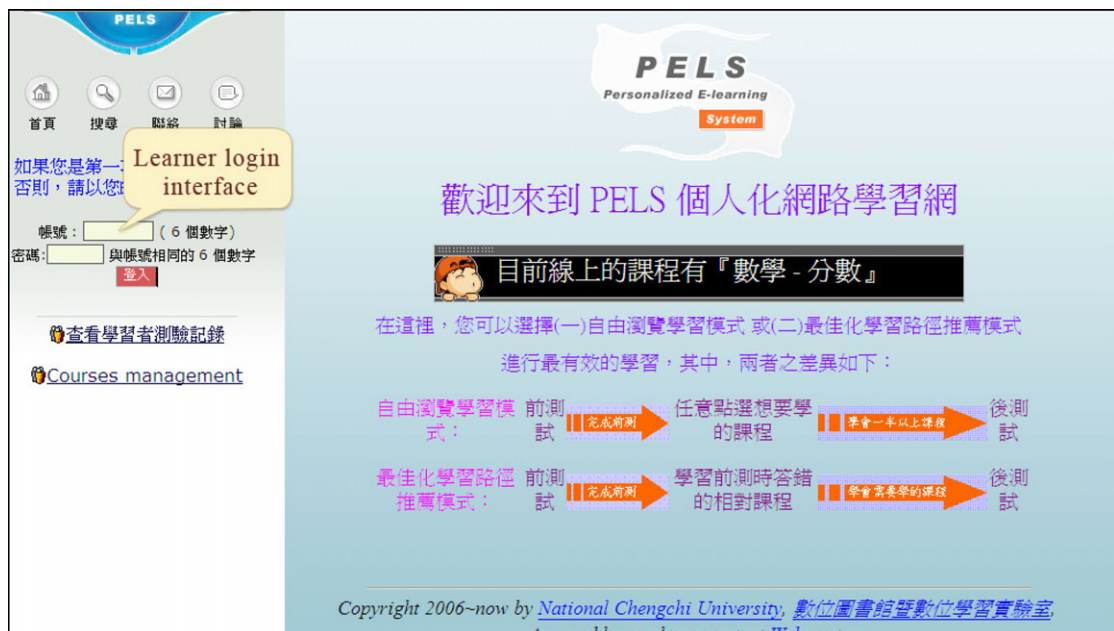 PELS
首頁 搜尋 聯絡 討論
如果您是第一
否則，請以您
Learner login
interface
帳號： ( 6 個數字)
密碼: 與帳號相同的 6 個數字
登入
查看學習者測驗記錄
Courses management
PELS
Personalized E-learning
System
歡迎來到 PELS 個人化網路學習網
目前線上的課程有『數學 - 分數』
在這裡，您可以選擇(一)自由瀏覽學習模式 或(二)最佳化學習路徑推薦模式
進行最有效的學習，其中，兩者之差異如下：
自由瀏覽學習模
式：
前測
試
完成前測
任意點選想要學
的課程
學會一半以上課程
後測
試
最佳化學習路徑
推薦模式：
前測
試
完成前測
學習前測時答錯
的相對課程
學會需要學的課程
後測
試
Copyright 2006~now by National Chengchi University, 數位圖書館暨數位學習實驗室,